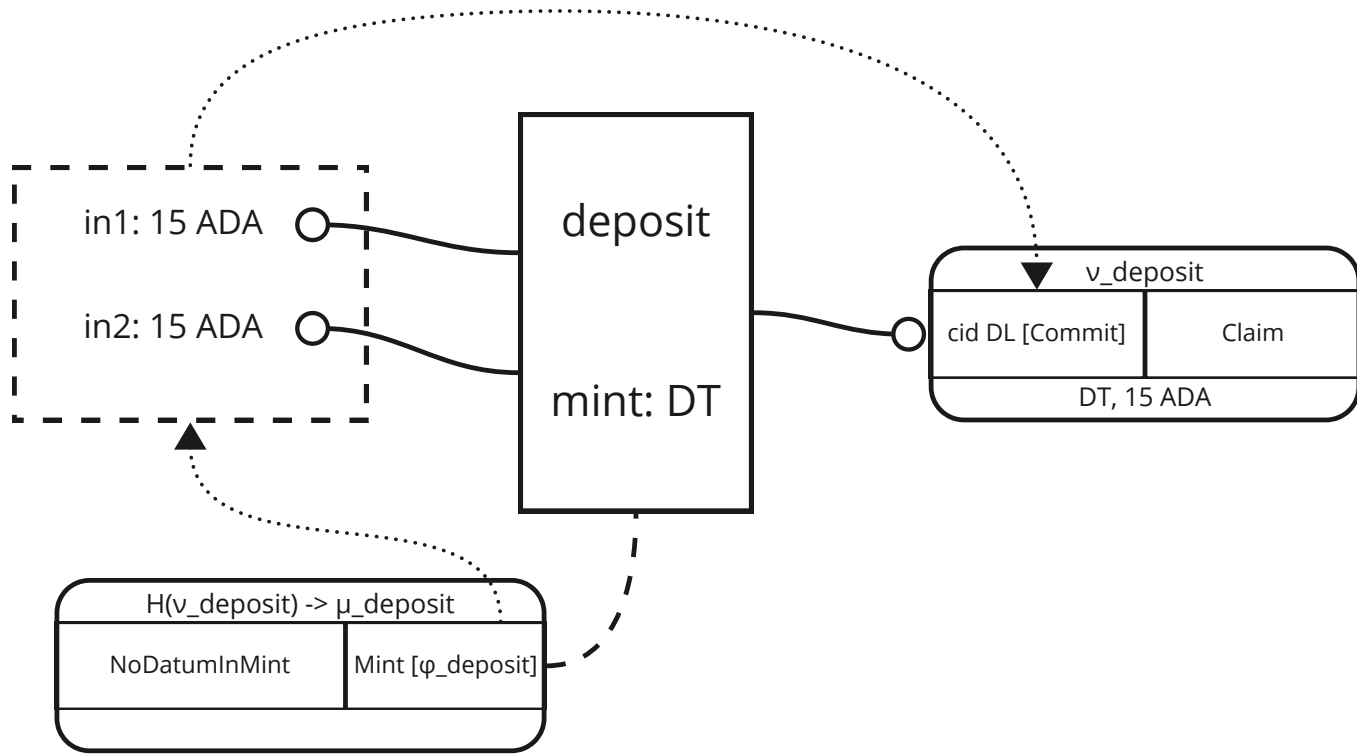 in1: 15 ADA
in2: 15 ADA
deposit
mint: DT
ν_deposit
cid DL [Commit]
Claim
DT, 15 ADA
H(ν_deposit) -> μ_deposit
NoDatumInMint
Mint [φ_deposit]